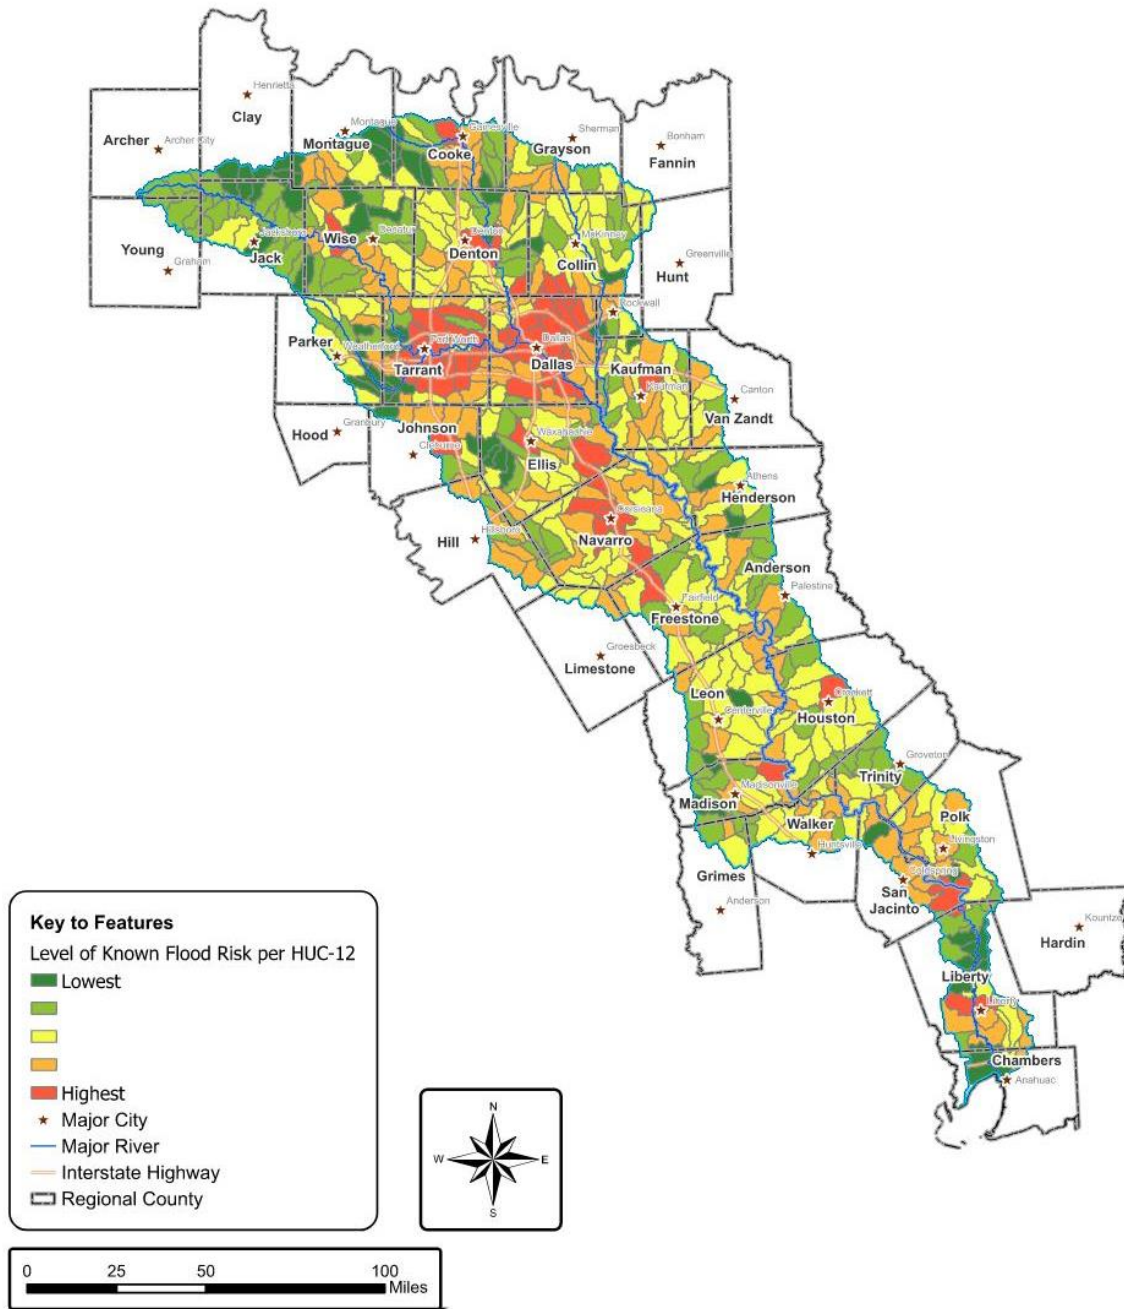 Henrietta
Clay
Archer
Archer City
Montague
Montague
Gainesville
Cooke
Sherman
Grayson
Bonham
Fannin
Young
Graham
Jacksboro
Jack
Wise
Decatur
Denton
Denton
McKinney
Collin
Greenville
Hunt
Rockwall
Parker
Weatherford
Fort Worth
Tarrant
Dallas
Dallas
Kaufman
Kaufman
Canton
Van Zandt
Hood
Granbury
Johnson
Cleburne
Waxahachie
Ellis
Athens
Henderson
Hill
Hillsboro
Corsicana
Navarro
Anderson
Palestine
Fairfield
Freestone
Groesbeck
Limestone
Leon
Centerville
Crockett
Houston
Groveton
Trinity
Madison
Madisonville
Walker
Huntsville
Polk
Livingston
Grimes
Anderson
Coldspring
San
Jacinto
Kountze
Hardin
Liberty
Liberty
Chambers
Anahuac
Key to Features
Level of Known Flood Risk per HUC-12
Lowest
Highest
Major City
Major River
Interstate Highway
Regional County
N
W
E
S
0 25 50 100
Miles